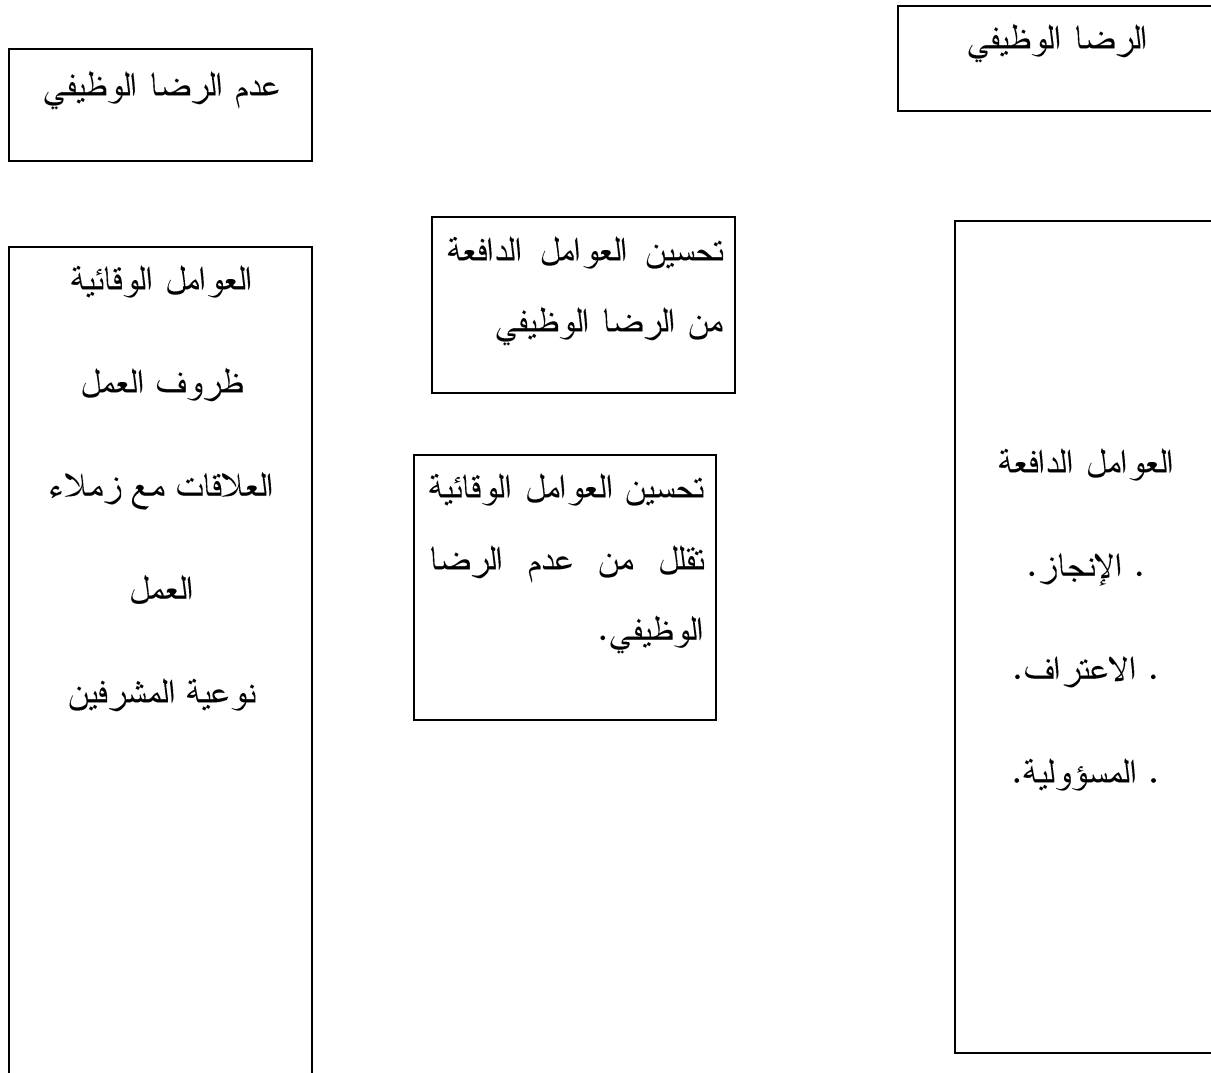 الرضا الوظيفي
عدم الرضا الوظيفي
العوامل الدافعة
. الإنجاز.
. الاعتراف.
. المسؤولية.
تحسين العوامل الدافعة
من الرضا الوظيفي
تحسين العوامل الوقائية
تقلل من عدم الرضا
الوظيفي.
العوامل الوقائية
ظروف العمل
العلاقات مع زملاء
العمل
نوعية المشرفين